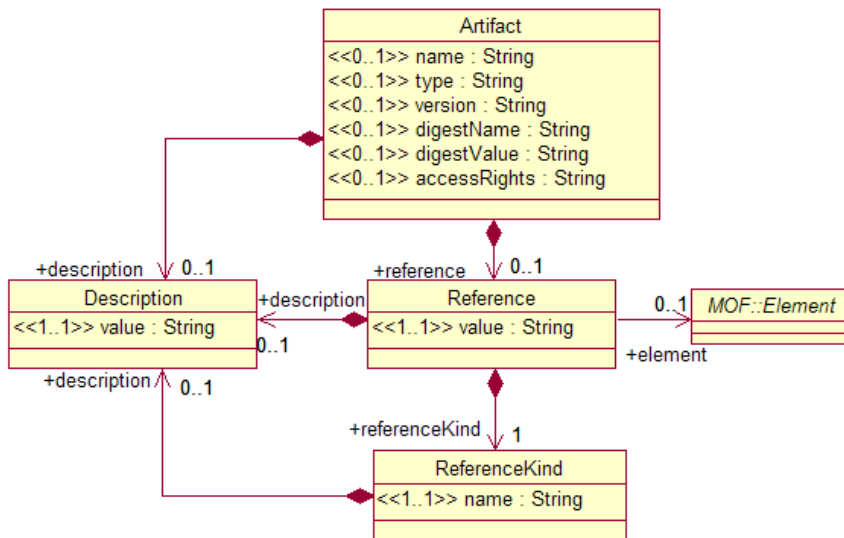 Artifact
<<0..1>> name : String
<<0..1>> type : String
<<0..1>> version : String
<<0..1>> digestName : String
<<0..1>> digestValue : String
<<0..1>> accessRights : String
+description
0..1
+reference
0..1
Description
<<1..1>> value : String
+description
0..1
Reference
<<1..1>> value : String
0..1
+element
MOF::Element
+description
0..1
+referenceKind
1
ReferenceKind
<<1..1>> name : String